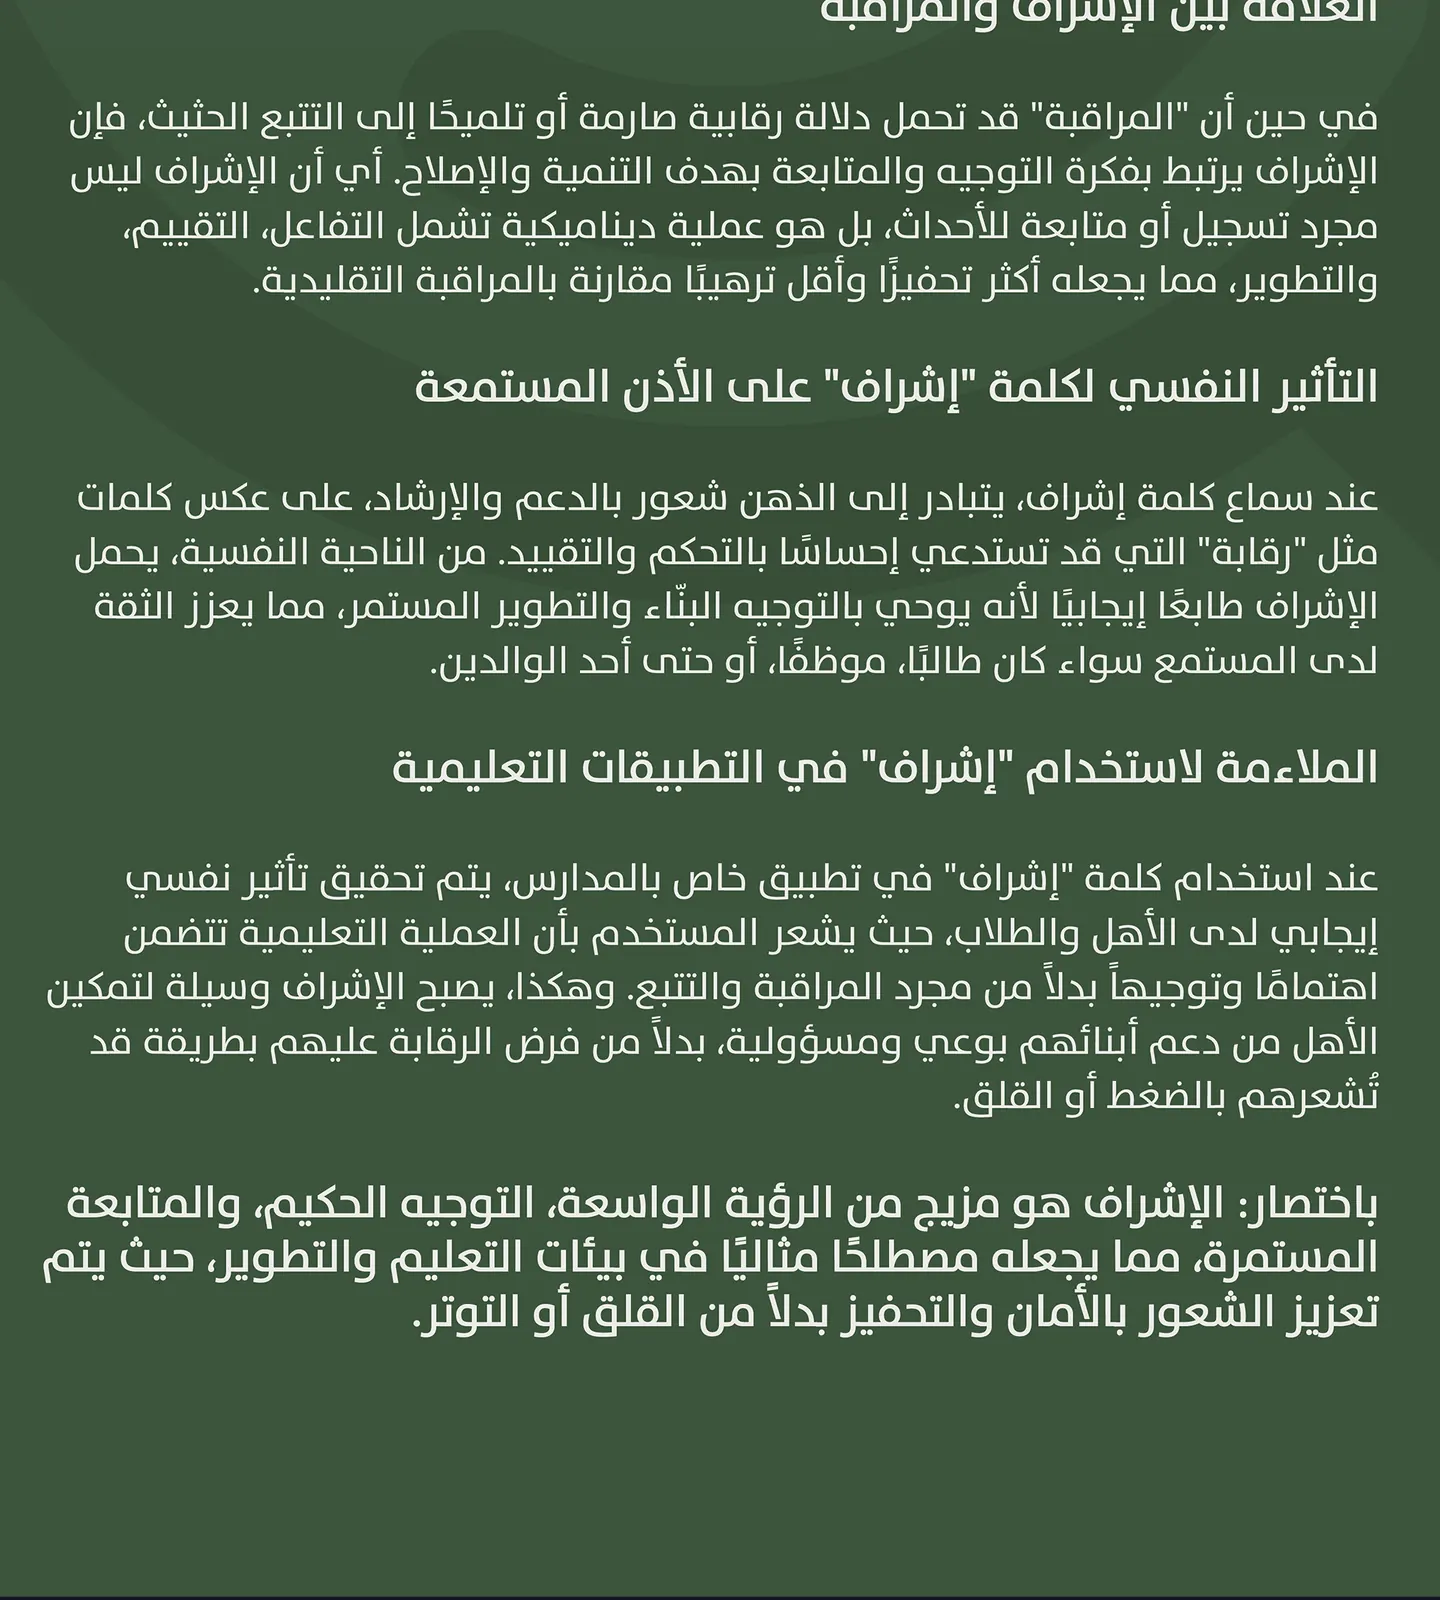 العلاقة بين الإشراف والمراقبة
في حين أن "المراقبة" قد تحمل دلالة رقابية صارمة أو تلميحًا إلى التتبع الحثيث، فإن
الإشراف يرتبط بفكرة التوجيه والمتابعة بهدف التنمية والإصلاح. أي أن الإشراف ليس
مجرد تسجيل أو متابعة للأحداث، بل هو عملية ديناميكية تشمل التفاعل، التقييم،
والتطوير، مما يجعله أكثر تحفيزًا وأقل ترهيبًا مقارنة بالمراقبة التقليدية.
التأثير النفسي لكلمة "إشراف" على الأذن المستمعة
عند سماع كلمة إشراف، يتبادر إلى الذهن شعور بالدعم والإرشاد، على عكس كلمات
مثل "رقابة" التي قد تستدعي إحساسًا بالتحكم والتقييد. من الناحية النفسية، يحمل
الإشراف طابعًا إيجابيًا لأنه يوحي بالتوجيه البنّاء والتطوير المستمر، مما يعزز الثقة
لدى المستمع سواء كان طالبًا، موظفًا، أو حتى أحد الوالدين.
الملاءمة لاستخدام "إشراف" في التطبيقات التعليمية
عند استخدام كلمة "إشراف" في تطبيق خاص بالمدارس، يتم تحقيق تأثير نفسي
إيجابي لدى الأهل والطلاب، حيث يشعر المستخدم بأن العملية التعليمية تتضمن
اهتمامًا وتوجيهاً بدلاً من مجرد المراقبة والتتبع. وهكذا، يصبح الإشراف وسيلة لتمكين
الأهل من دعم أبنائهم بوعي ومسؤولية، بدلاً من فرض الرقابة عليهم بطريقة قد
تُشعرهم بالضغط أو القلق.
باختصار: الإشراف هو مزيج من الرؤية الواسعة، التوجيه الحكيم، والمتابعة
المستمرة، مما يجعله مصطلحًا مثاليًا في بيئات التعليم والتطوير، حيث يتم
تعزيز الشعور بالأمان والتحفيز بدلاً من القلق أو التوتر.